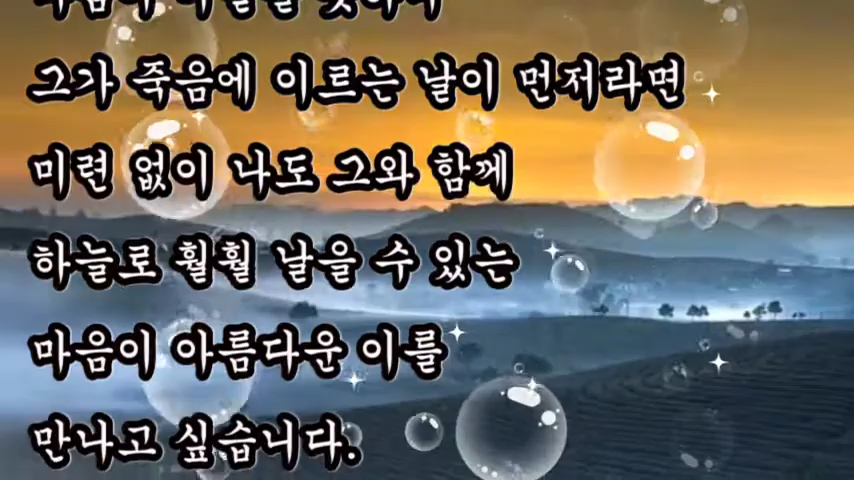 그가 죽음에 이르는 날이 먼저라면
미련 없이 나도 그와 함께
하늘로 훨훨 날을 수 있는
마음이 아름다운 이를
만나고 싶습니다.